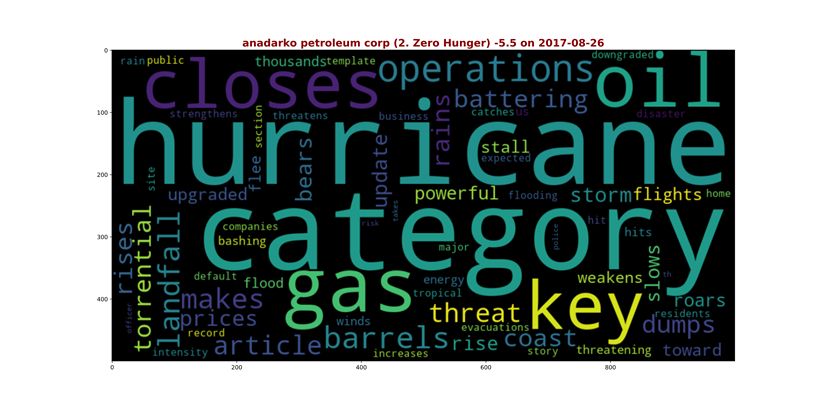 anadarko petroleum corp (2. Zero Hunger) -5.5 on 2017-08-26
0
100
200
300
400
0 200 400 600 800
rain public thousands template downgraded
closes operations oil
strengthens section threatens business battering catches us disaster
hurricane
rains stall expected
site flee bears update
upgraded powerful flooding storm flights home
category
torrential landfall rises companies bashing risk takes major police hit hits
default flood gas energy tropical key weakens slows th
makes threat roars residents
officer prices record winds evacuations dumps
intensity article barrels rise coast
increases story threatening toward